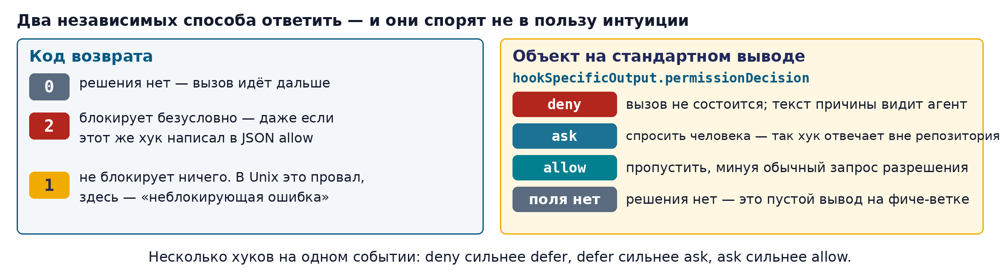 Два независимых способа ответить — и они спорят не в пользу интуиции
Код возврата
0
решения нет — вызов идёт дальше
2
блокирует безусловно — даже если
этот же хук написал в JSON allow
1
не блокирует ничего. В Unix это провал,
здесь — «неблокирующая ошибка»
Объект на стандартном выводе
hookSpecificOutput.permissionDecision
deny
вызов не состоится; текст причины видит агент
ask
спросить человека — так хук отвечает вне репозитория
allow
пропустить, минуя обычный запрос разрешения
поля нет
решения нет — это пустой вывод на фиче-ветке
Несколько хуков на одном событии: deny сильнее defer, defer сильнее ask, ask сильнее allow.